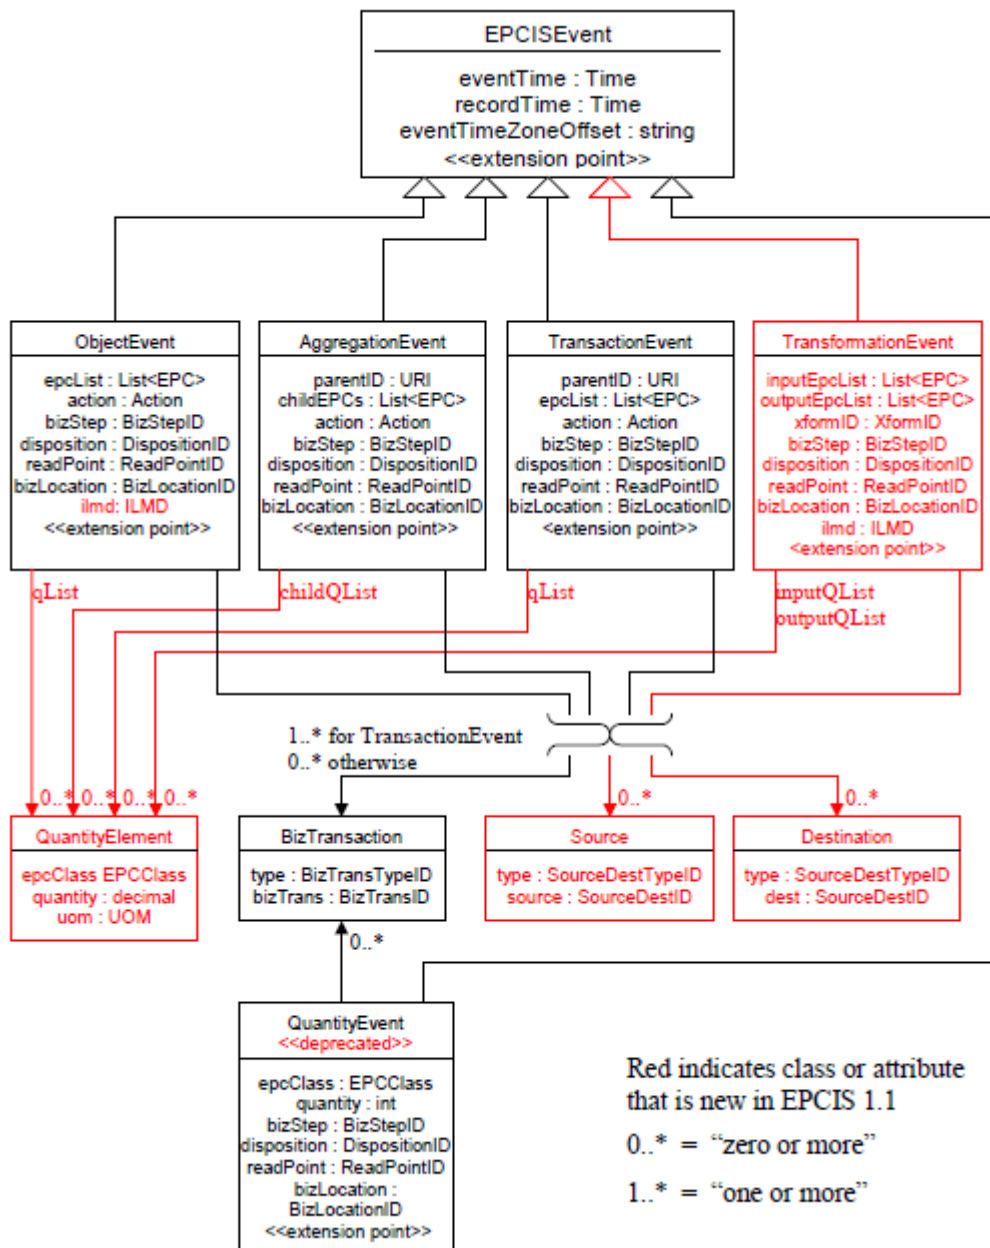 EPCISEvent
eventTime : Time
recordTime : Time
eventTimeZoneOffset : string
<<extension point>>
ObjectEvent
epcList : List<EPC>
action : Action
bizStep : BizStepID
disposition : DispositionID
readPoint : ReadPointID
bizLocation : BizLocationID
ilmd: ILMD
<<extension point>>
AggregationEvent
parentID : URI
childEPCs : List<EPC>
action : Action
bizStep : BizStepID
disposition : DispositionID
readPoint : ReadPointID
bizLocation : BizLocationID
<<extension point>>
TransactionEvent
parentID : URI
epcList : List<EPC>
action : Action
bizStep : BizStepID
disposition : DispositionID
readPoint : ReadPointID
bizLocation : BizLocationID
<extension point>>
TransformationEvent
inputEpcList : List<EPC>
outputEpcList : List<EPC>
xformID : XformID
bizStep : BizStepID
disposition : DispositionID
readPoint : ReadPointID
bizLocation : BizLocationID
ilmd : ILMD
<extension point>>
qList
childQList
qList
inputQList
outputQList
1..* for TransactionEvent
0..* otherwise
0..*
0..*
0..*
0..*
0..*
0..*
QuantityElement
epcClass EPCClass
quantity : decimal
uom : UOM
BizTransaction
type : BizTransTypeID
bizTrans : BizTransID
Source
type : SourceDestTypeID
source : SourceDestID
Destination
type : SourceDestTypeID
dest : SourceDestID
0..*
QuantityEvent
<<deprecated>>
epcClass : EPCClass
quantity : int
bizStep : BizStepID
disposition : DispositionID
readPoint : ReadPointID
bizLocation :
BizLocationID
<<extension point>>
Red indicates class or attribute
that is new in EPCIS 1.1
0..* = “zero or more”
1..* = “one or more”